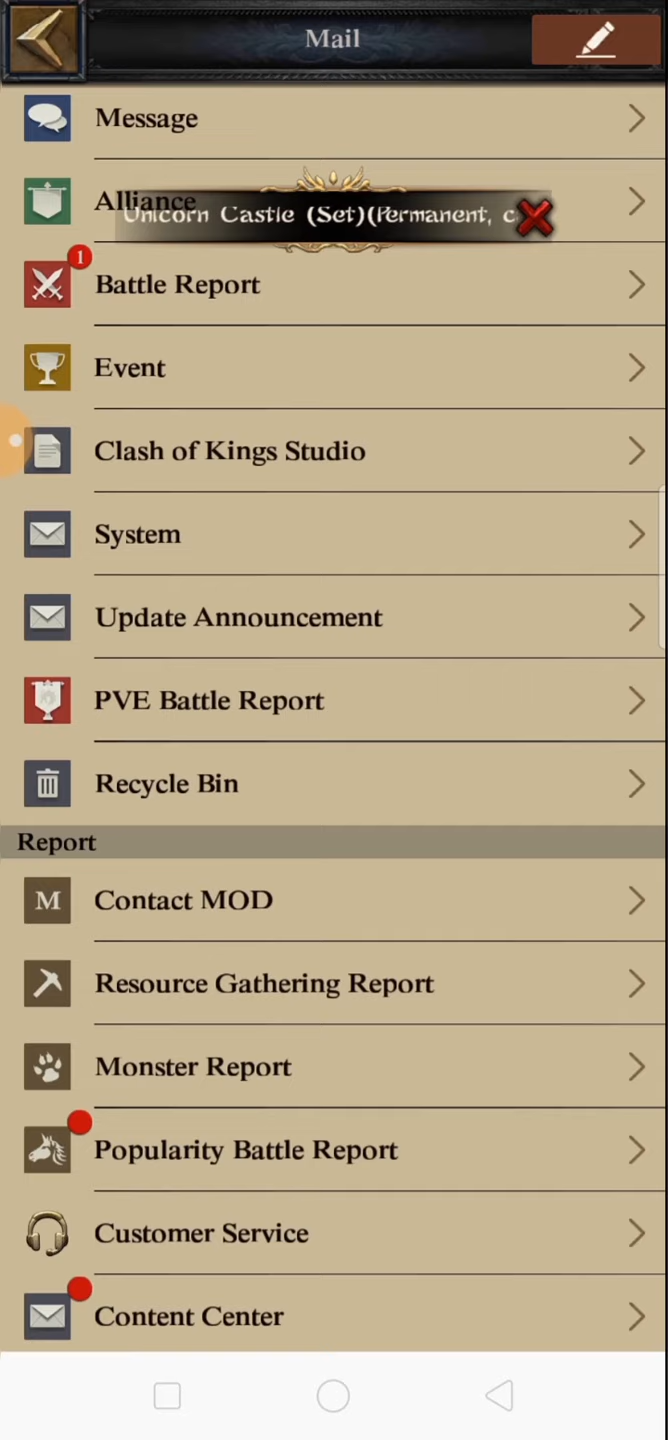 Mail
Message
Alliance
Unicorn Castle (Set)(Permanent, c
1
Battle Report
Event
Clash of Kings Studio
System
Update Announcement
PVE Battle Report
Recycle Bin
Report
M
Contact MOD
Resource Gathering Report
Monster Report
Popularity Battle Report
Customer Service
Content Center